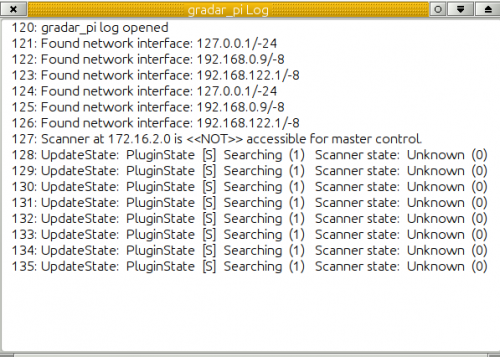 gradar_pi Log
120: gradar_pi log opened
121: Found network interface: 127.0.0.1/-24
122: Found network interface: 192.168.0.9/-8
123: Found network interface: 192.168.122.1/-8
124: Found network interface: 127.0.0.1/-24
125: Found network interface: 192.168.0.9/-8
126: Found network interface: 192.168.122.1/-8
127: Scanner at 172.16.2.0 is <<NOT>> accessible for master control.
128: UpdateState: PluginState [S] Searching (1) Scanner state: Unknown (0)
129: UpdateState: PluginState [S] Searching (1) Scanner state: Unknown (0)
130: UpdateState: PluginState [S] Searching (1) Scanner state: Unknown (0)
131: UpdateState: PluginState [S] Searching (1) Scanner state: Unknown (0)
132: UpdateState: PluginState [S] Searching (1) Scanner state: Unknown (0)
133: UpdateState: PluginState [S] Searching (1) Scanner state: Unknown (0)
134: UpdateState: PluginState [S] Searching (1) Scanner state: Unknown (0)
135: UpdateState: PluginState [S] Searching (1) Scanner state: Unknown (0)